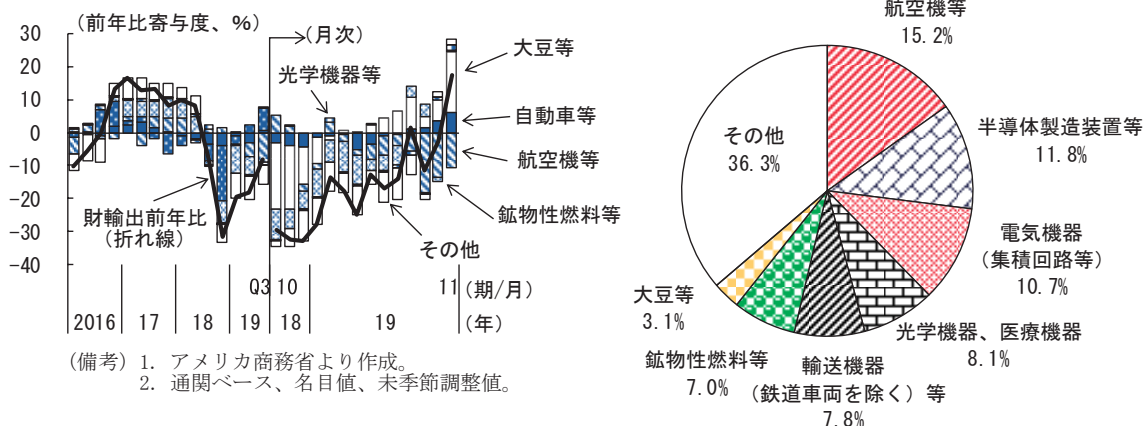 (前年比寄与度、%)
30
20
10
0
-10
-20
-30
-40
(月次)
光学機器等
大豆等
自動車等
航空機等
鉱物性燃料等
その他
財輸出前年比
(折れ線)
Q3 10 11 (期/月)
2016 17 18 19 18 19 (年)
(備考) 1. アメリカ商務省より作成。
2. 通関ベース、名目値、未季節調整値。
航空機等
15.2%
半導体製造装置等
11.8%
電気機器
(集積回路等)
10.7%
光学機器、医療機器
8.1%
輸送機器
(鉄道車両を除く)等
7.8%
鉱物性燃料等
7.0%
大豆等
3.1%
その他
36.3%